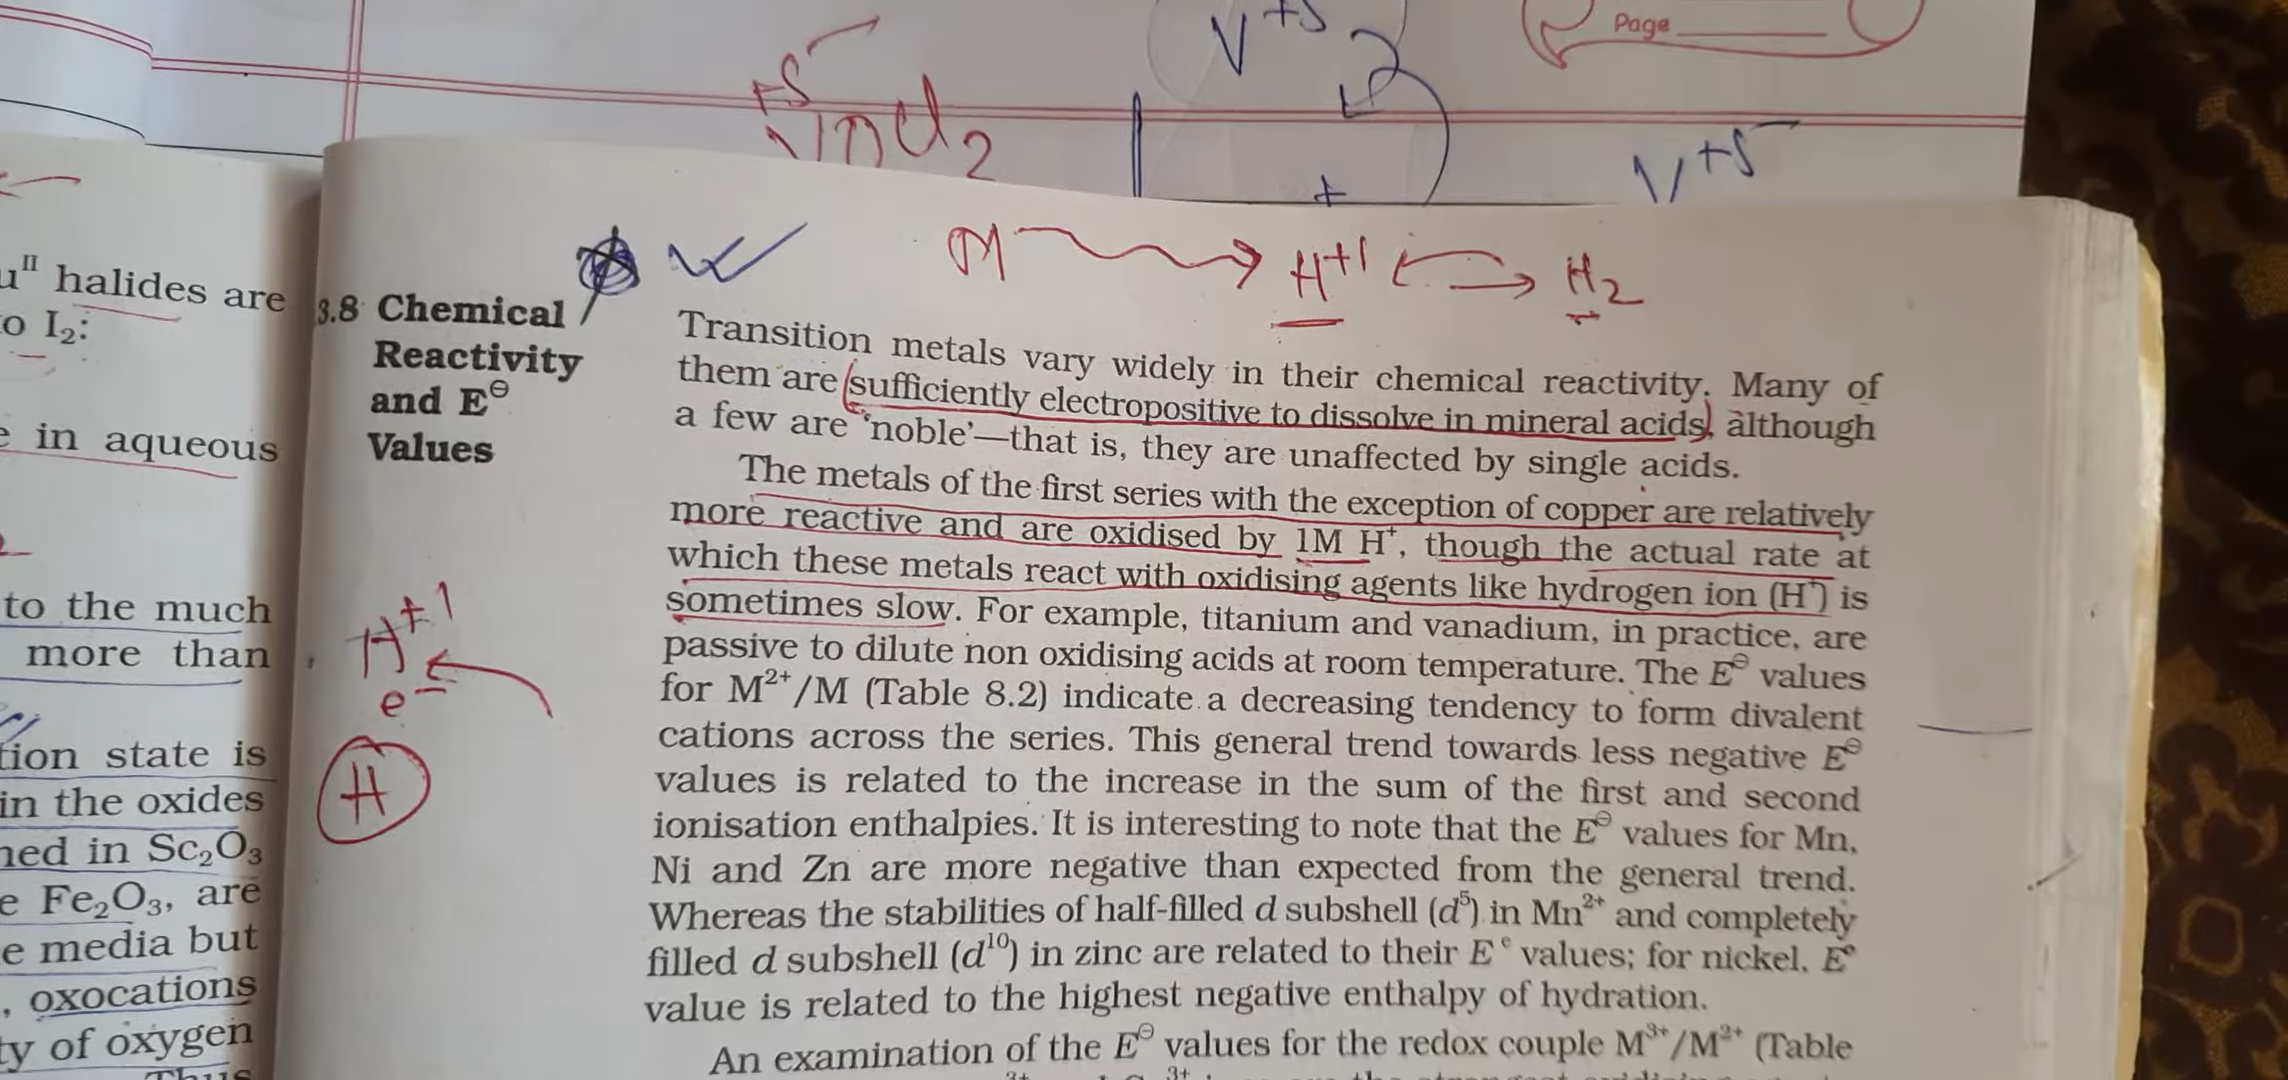 Page
V+5
+5
VOCl2
V+5
+
M → H+1 ⇌ H2
uᴵᴵ halides are
o I₂:
e in aqueous
to the much
more than
tion state is
in the oxides
ned in Sc₂O₃
e Fe₂O₃, are
e media but
, oxocations
ty of oxygen
Thus
3.8 Chemical
Reactivity
and E⊖
Values
H+1
e−
H
Transition metals vary widely in their chemical reactivity. Many of
them are sufficiently electropositive to dissolve in mineral acids, although
a few are ‘noble’—that is, they are unaffected by single acids.
The metals of the first series with the exception of copper are relatively
more reactive and are oxidised by 1M H⁺, though the actual rate at
which these metals react with oxidising agents like hydrogen ion (H⁺) is
sometimes slow. For example, titanium and vanadium, in practice, are
passive to dilute non oxidising acids at room temperature. The E⊖ values
for M²⁺/M (Table 8.2) indicate a decreasing tendency to form divalent
cations across the series. This general trend towards less negative E⊖
values is related to the increase in the sum of the first and second
ionisation enthalpies. It is interesting to note that the E⊖ values for Mn,
Ni and Zn are more negative than expected from the general trend.
Whereas the stabilities of half-filled d subshell (d⁵) in Mn²⁺ and completely
filled d subshell (d¹⁰) in zinc are related to their Eᵉ values; for nickel, E°
value is related to the highest negative enthalpy of hydration.
An examination of the E⊖ values for the redox couple M³⁺/M²⁺ (Table